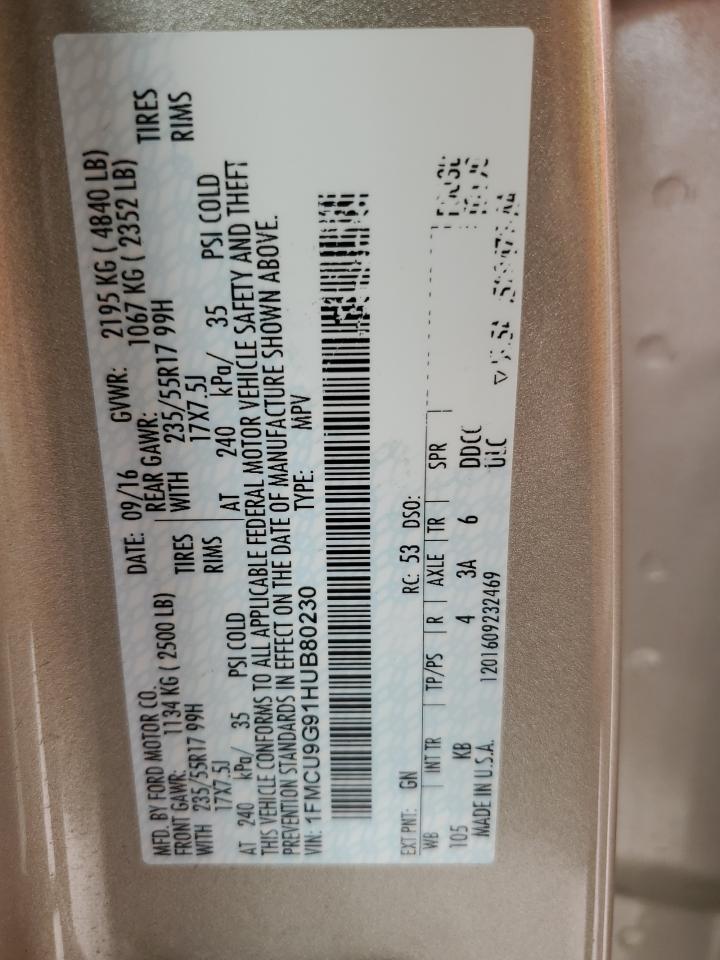 MFD. BY FORD MOTOR CO.
DATE: 09/16 GVWR: 2195 KG ( 4840 LB)
FRONT GAWR: 1134 KG ( 2500 LB) REAR GAWR: 1067 KG ( 2352 LB)
WITH 235/55R17 99H TIRES WITH 235/55R17 99H TIRES
17X7.5J RIMS 17X7.5J RIMS
AT 240 kPa/ 35 PSI COLD AT 240 kPa/ 35 PSI COLD
THIS VEHICLE CONFORMS TO ALL APPLICABLE FEDERAL MOTOR VEHICLE SAFETY AND THEFT
PREVENTION STANDARDS IN EFFECT ON THE DATE OF MANUFACTURE SHOWN ABOVE.
VIN: 1FMCU9G91HUB80230 TYPE: MPV
EXT PNT: GN RC: 53 DSO:
WB INT TR TP/PS R AXLE TR SPR
105 KB 4 3A 6 DDCC
MADE IN U.S.A. 1201609232469 ULC